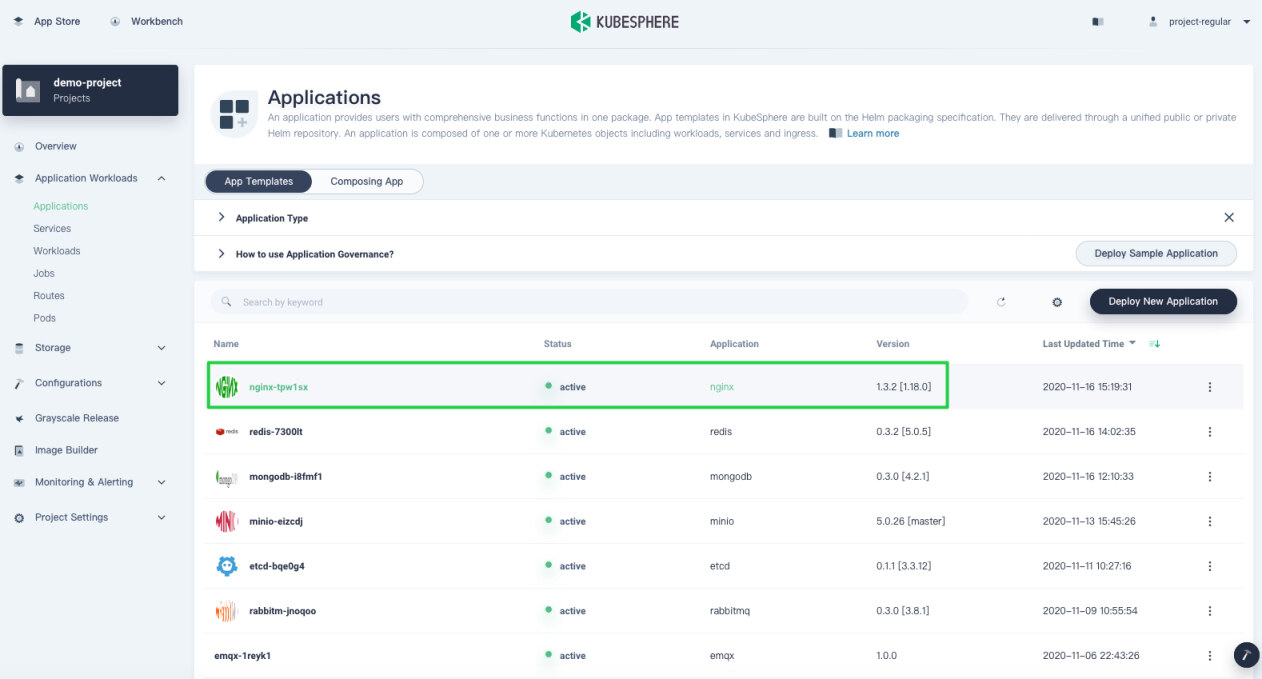 App Store
Workbench
KUBESPHERE
project-regular
demo-project
Projects
Overview
Application Workloads
Applications
Services
Workloads
Jobs
Routes
Pods
Storage
Configurations
Grayscale Release
Image Builder
Monitoring & Alerting
Project Settings
Applications
An application provides users with comprehensive business functions in one package. App templates in KubeSphere are built on the Helm packaging specification. They are delivered through a unified public or private
Helm repository. An application is composed of one or more Kubernetes objects including workloads, services and ingress. Learn more
App Templates Composing App
Application Type
How to use Application Governance? Deploy Sample Application
Search by keyword Deploy New Application
Name Status Application Version Last Updated Time
NGINX nginx-tpw1sx active nginx 1.3.2 [1.18.0] 2020-11-16 15:19:31
redis redis-7300lt active redis 0.3.2 [5.0.5] 2020-11-16 14:02:35
mongodb-i8fmf1 active mongodb 0.3.0 [4.2.1] 2020-11-16 12:10:33
minio-eizcdj active minio 5.0.26 [master] 2020-11-13 15:45:26
etcd-bqe0g4 active etcd 0.1.1 [3.3.12] 2020-11-11 10:27:16
rabbitm-jnoqoo active rabbitmq 0.3.0 [3.8.1] 2020-11-09 10:55:54
emqx-1reyk1 active emqx 1.0.0 2020-11-06 22:43:26